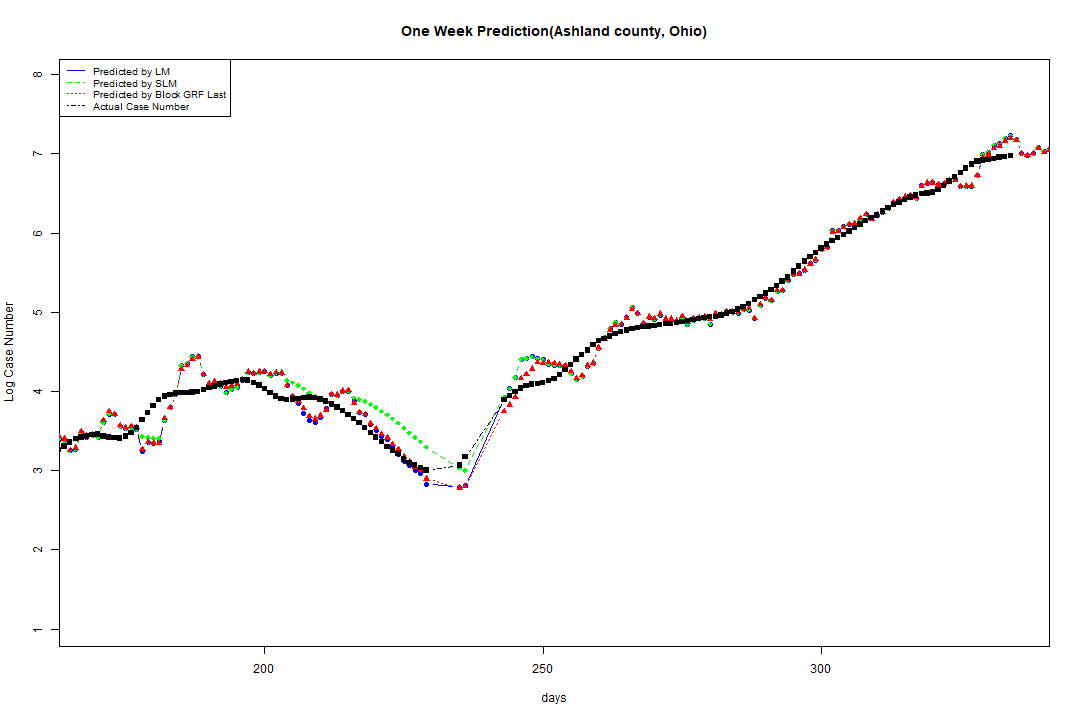 One Week Prediction(Ashland county, Ohio)
Predicted by LM
Predicted by SLM
Predicted by Block GRF Last
Actual Case Number
8
7
6
5
4
3
2
1
Log Case Number
200
250
300
days